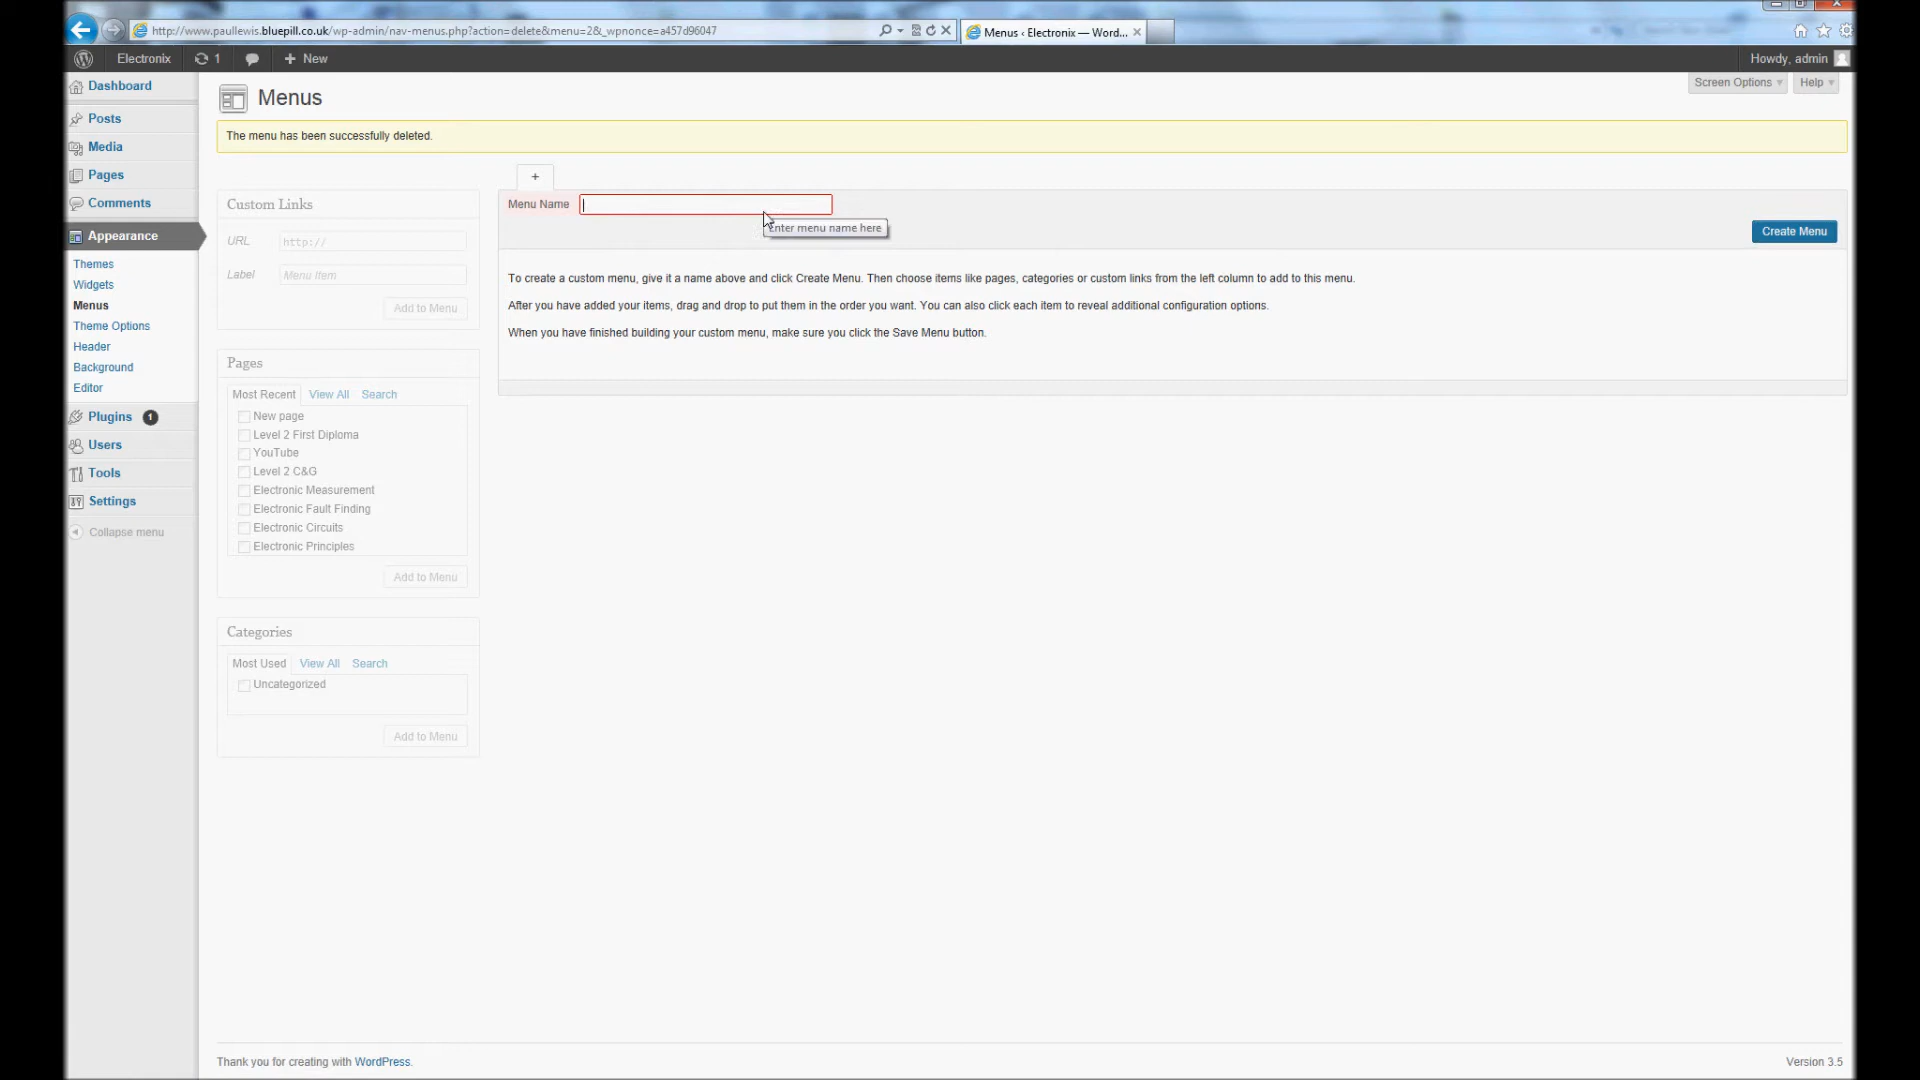 http://www.paullewis.bluepill.co.uk/wp-admin/nav-menus.php?action=delete&menu=2&_wpnonce=a457d96047
Menus ‹ Electronix — Word...
Electronix
1
New
Howdy, admin
Dashboard
Posts
Media
Pages
Comments
Appearance
Themes
Widgets
Menus
Theme Options
Header
Background
Editor
Plugins 1
Users
Tools
Settings
Collapse menu
Screen Options
Help
Menus
The menu has been successfully deleted.
+
Custom Links
URL
http://
Label
Menu Item
Add to Menu
Pages
Most Recent View All Search
New page
Level 2 First Diploma
YouTube
Level 2 C&G
Electronic Measurement
Electronic Fault Finding
Electronic Circuits
Electronic Principles
Add to Menu
Categories
Most Used View All Search
Uncategorized
Add to Menu
Menu Name
Enter menu name here
Create Menu
To create a custom menu, give it a name above and click Create Menu. Then choose items like pages, categories or custom links from the left column to add to this menu.
After you have added your items, drag and drop to put them in the order you want. You can also click each item to reveal additional configuration options.
When you have finished building your custom menu, make sure you click the Save Menu button.
Thank you for creating with WordPress.
Version 3.5